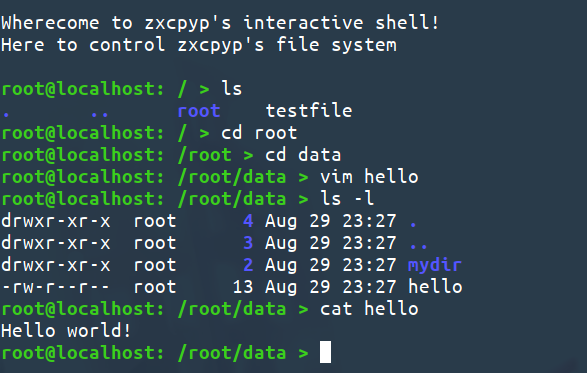 Wherecome to zxcpyp's interactive shell!
Here to control zxcpyp's file system
root@localhost: / > ls
. .. root testfile
root@localhost: / > cd root
root@localhost: /root > cd data
root@localhost: /root/data > vim hello
root@localhost: /root/data > ls -l
drwxr-xr-x root 4 Aug 29 23:27 .
drwxr-xr-x root 3 Aug 29 23:27 ..
drwxr-xr-x root 2 Aug 29 23:27 mydir
-rw-r--r-- root 13 Aug 29 23:27 hello
root@localhost: /root/data > cat hello
Hello world!
root@localhost: /root/data >